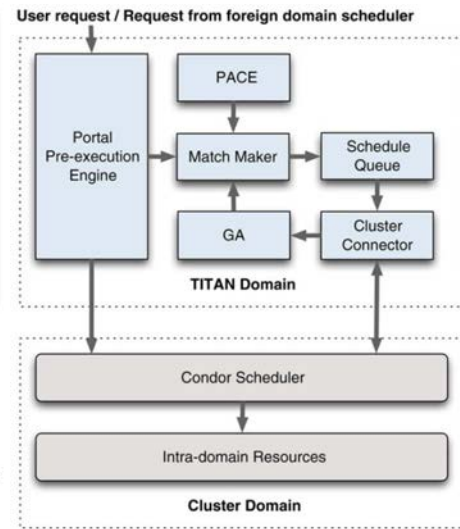 User request / Request from foreign domain scheduler
PACE
Portal
Pre-execution
Engine
Match Maker
Schedule
Queue
GA
Cluster
Connector
TITAN Domain
Condor Scheduler
Intra-domain Resources
Cluster Domain